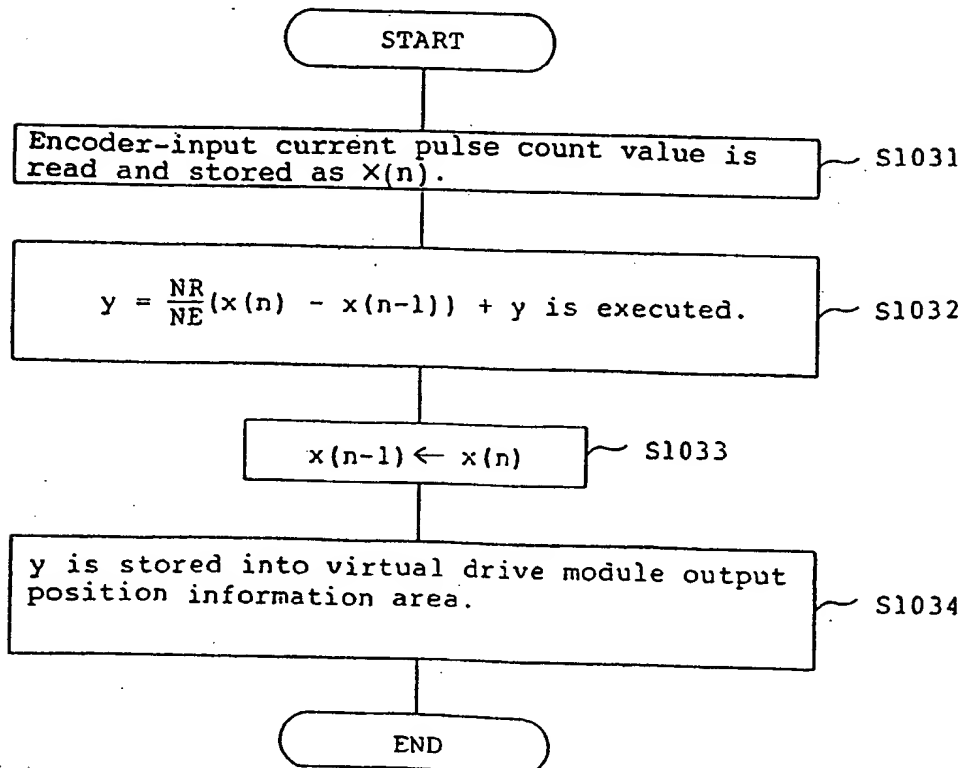 START
Encoder-input current pulse count value is
read and stored as X(n).
S1031
y = NR/NE (x(n) - x(n-1)) + y is executed.
S1032
x(n-1) ← x(n)
S1033
y is stored into virtual drive module output
position information area.
S1034
END